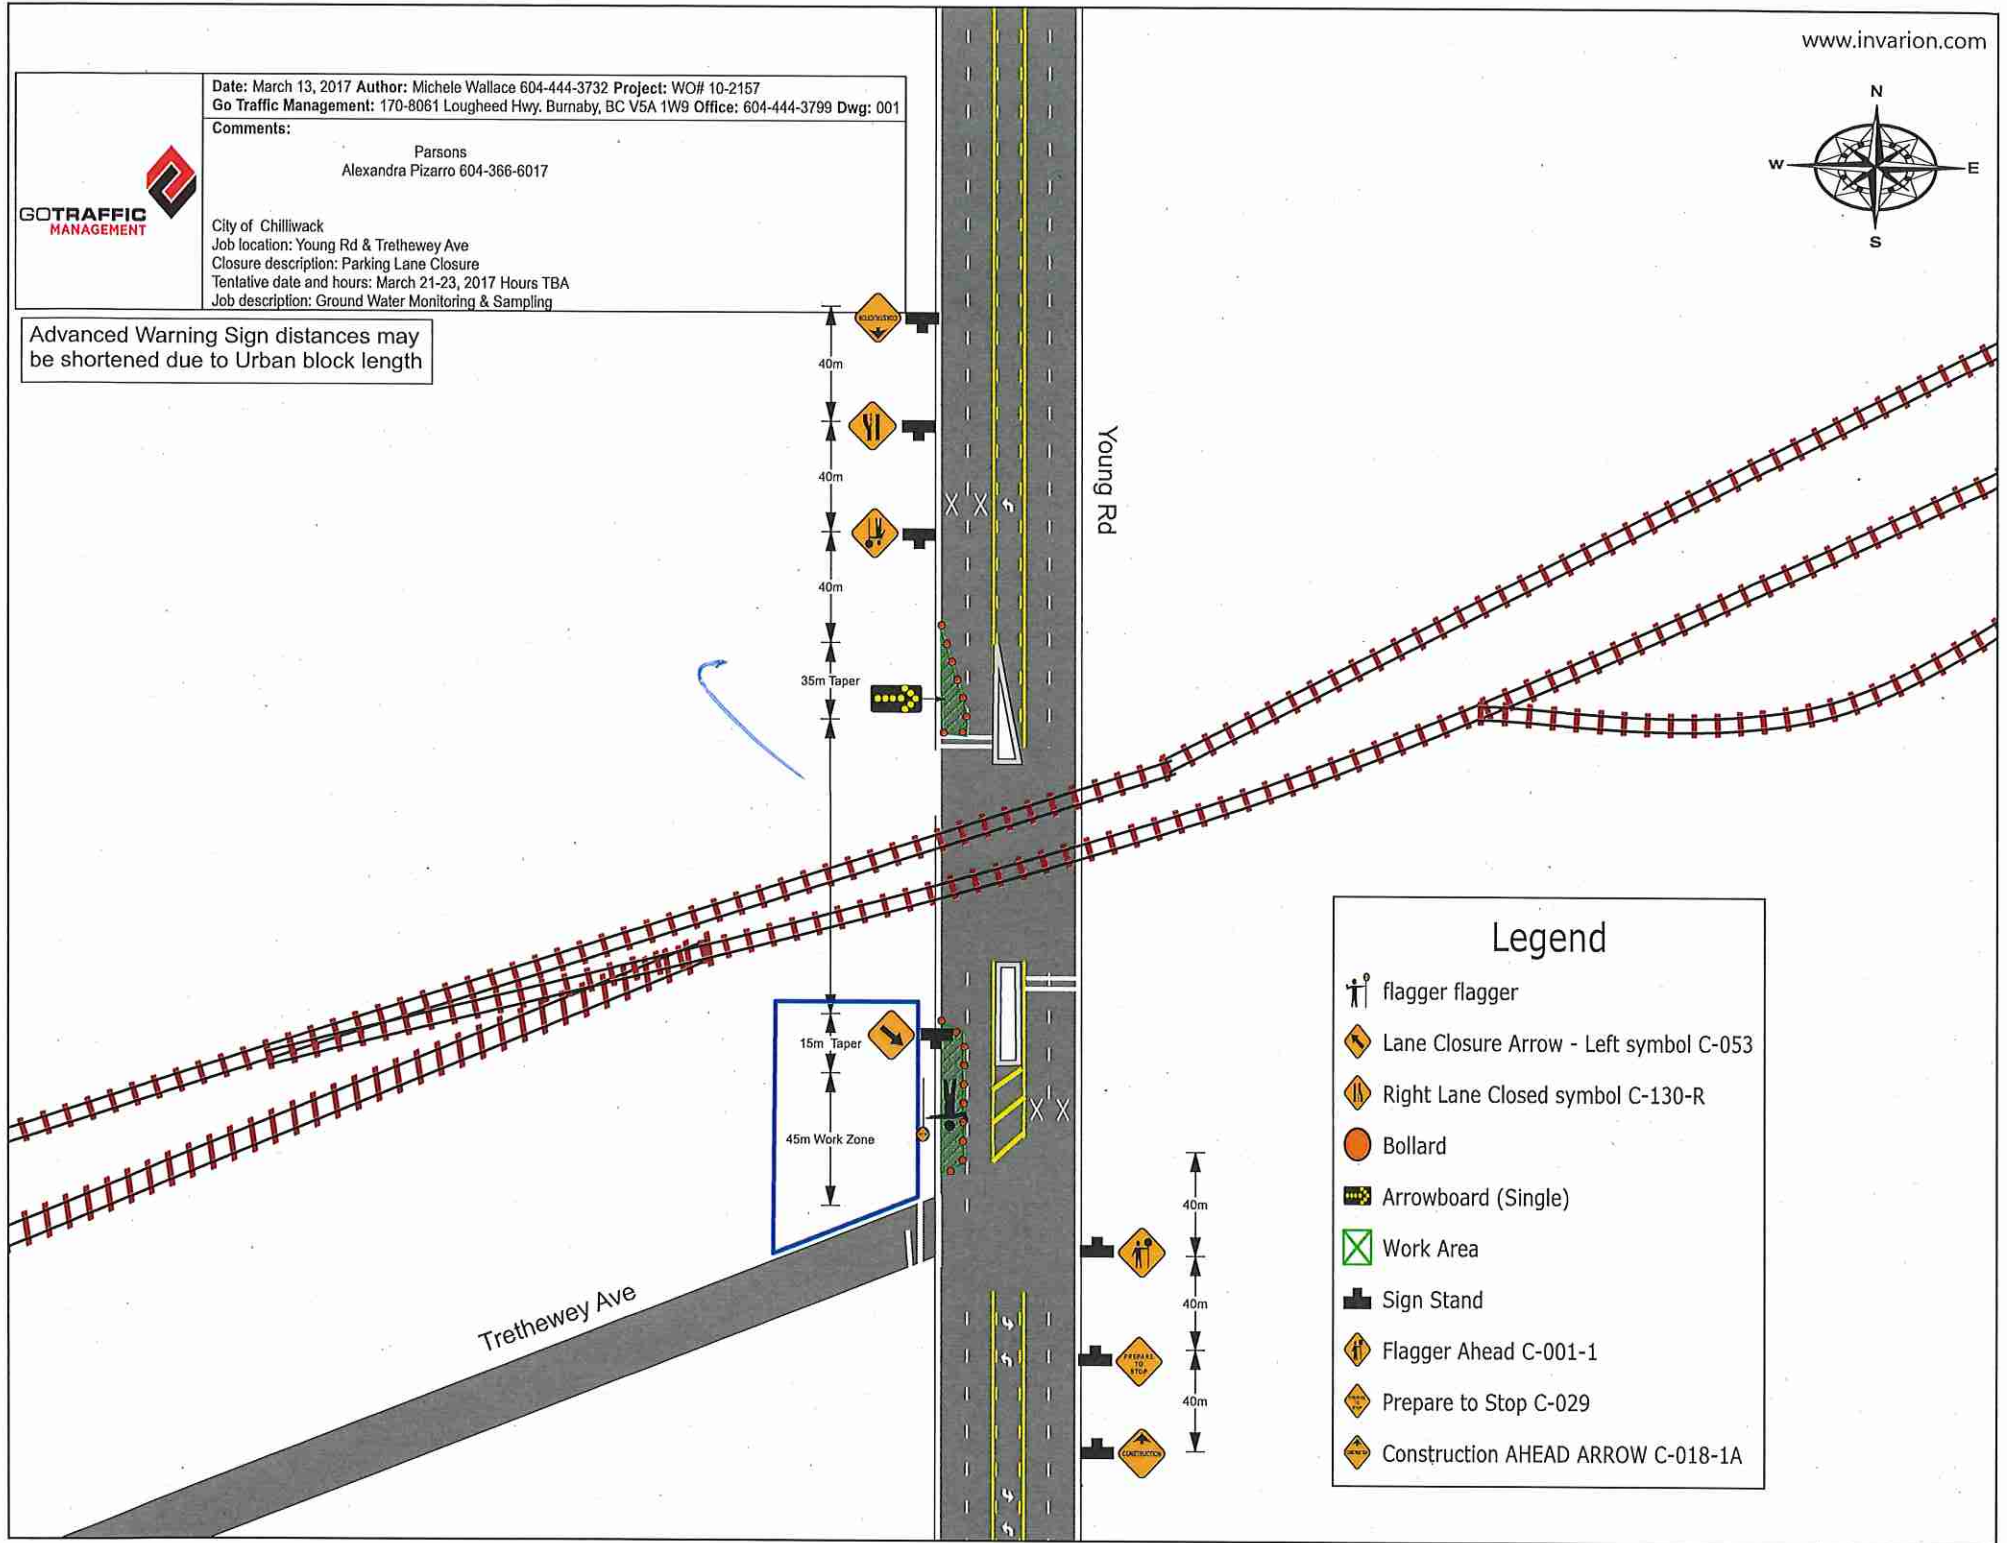 www.invarion.com
Date: March 13, 2017 Author: Michele Wallace 604-444-3732 Project: WO# 10-2157
Go Traffic Management: 170-8061 Lougheed Hwy. Burnaby, BC V5A 1W9 Office: 604-444-3799 Dwg: 001
Comments:
Parsons
Alexandra Pizarro 604-366-6017
GOTRAFFIC
MANAGEMENT
City of Chilliwack
Job location: Young Rd & Trethewey Ave
Closure description: Parking Lane Closure
Tentative date and hours: March 21-23, 2017 Hours TBA
Job description: Ground Water Monitoring & Sampling
Advanced Warning Sign distances may
be shortened due to Urban block length
N
W
E
S
CONSTRUCTION
40m
40m
40m
Young Rd
35m Taper
15m Taper
45m Work Zone
Trethewey Ave
40m
40m
PREPARE
TO
STOP
40m
CONSTRUCTION
Legend
flagger flagger
Lane Closure Arrow - Left symbol C-053
Right Lane Closed symbol C-130-R
Bollard
Arrowboard (Single)
Work Area
Sign Stand
Flagger Ahead C-001-1
Prepare to Stop C-029
Construction AHEAD ARROW C-018-1A